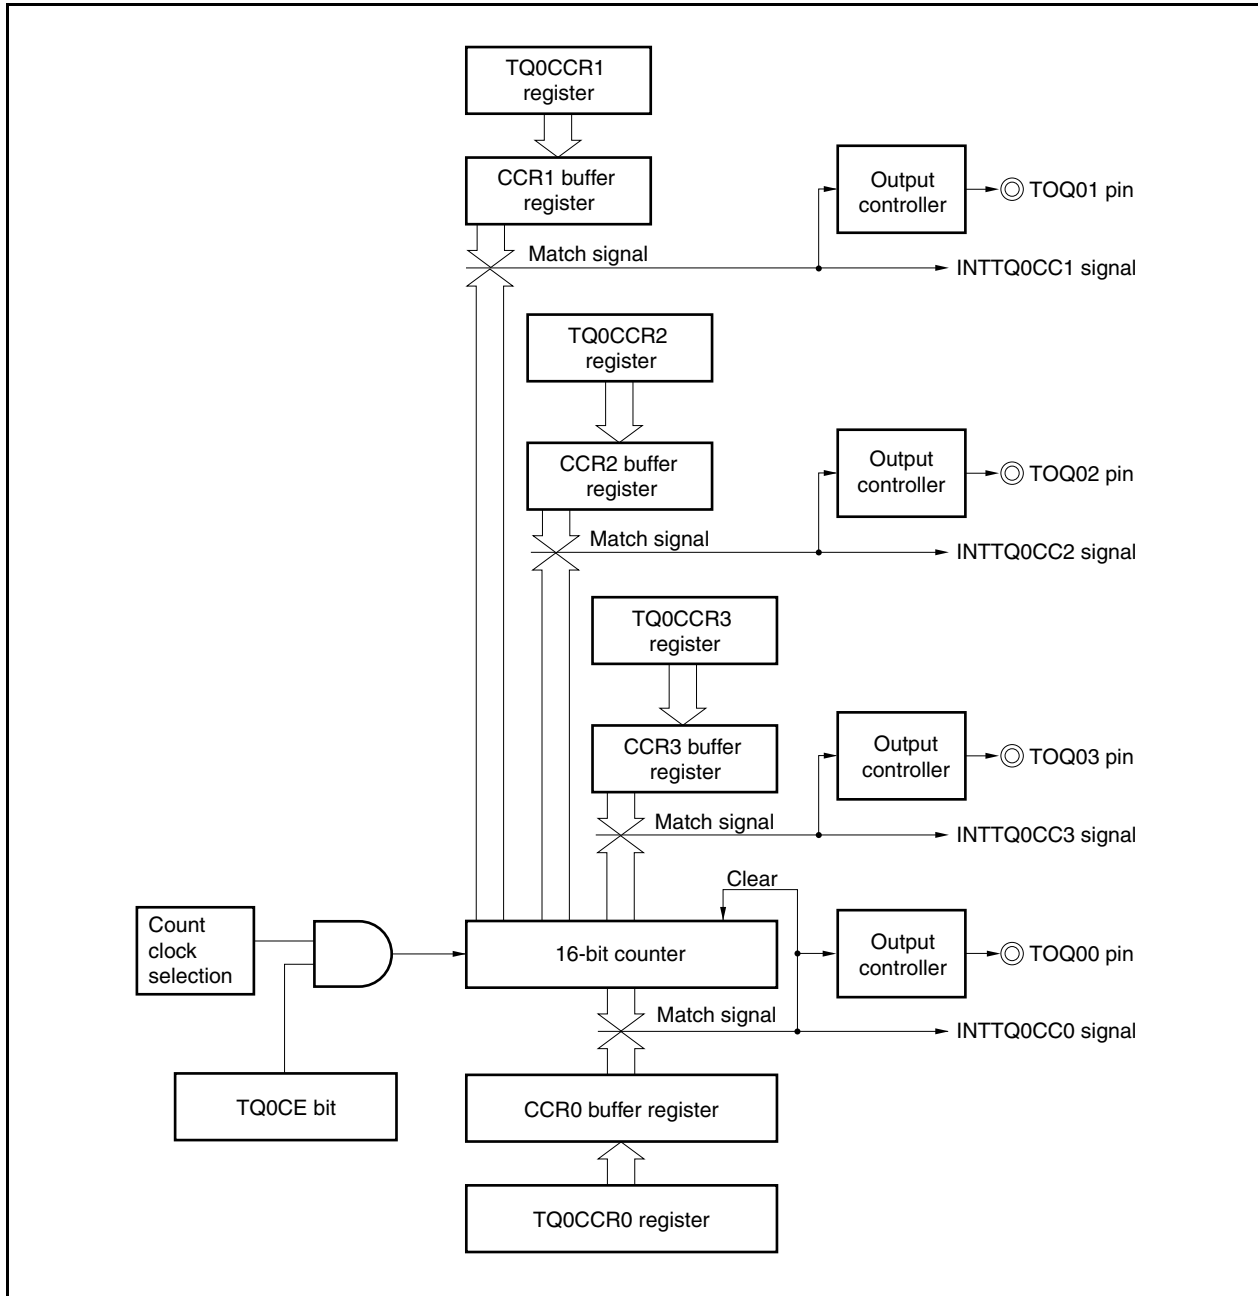 TQ0CCR1
register
CCR1 buffer
register
Output
controller
TOQ01 pin
Match signal
INTTQ0CC1 signal
TQ0CCR2
register
CCR2 buffer
register
Output
controller
TOQ02 pin
Match signal
INTTQ0CC2 signal
TQ0CCR3
register
CCR3 buffer
register
Output
controller
TOQ03 pin
Match signal
INTTQ0CC3 signal
Clear
Count
clock
selection
16-bit counter
Output
controller
TOQ00 pin
Match signal
INTTQ0CC0 signal
TQ0CE bit
CCR0 buffer register
TQ0CCR0 register